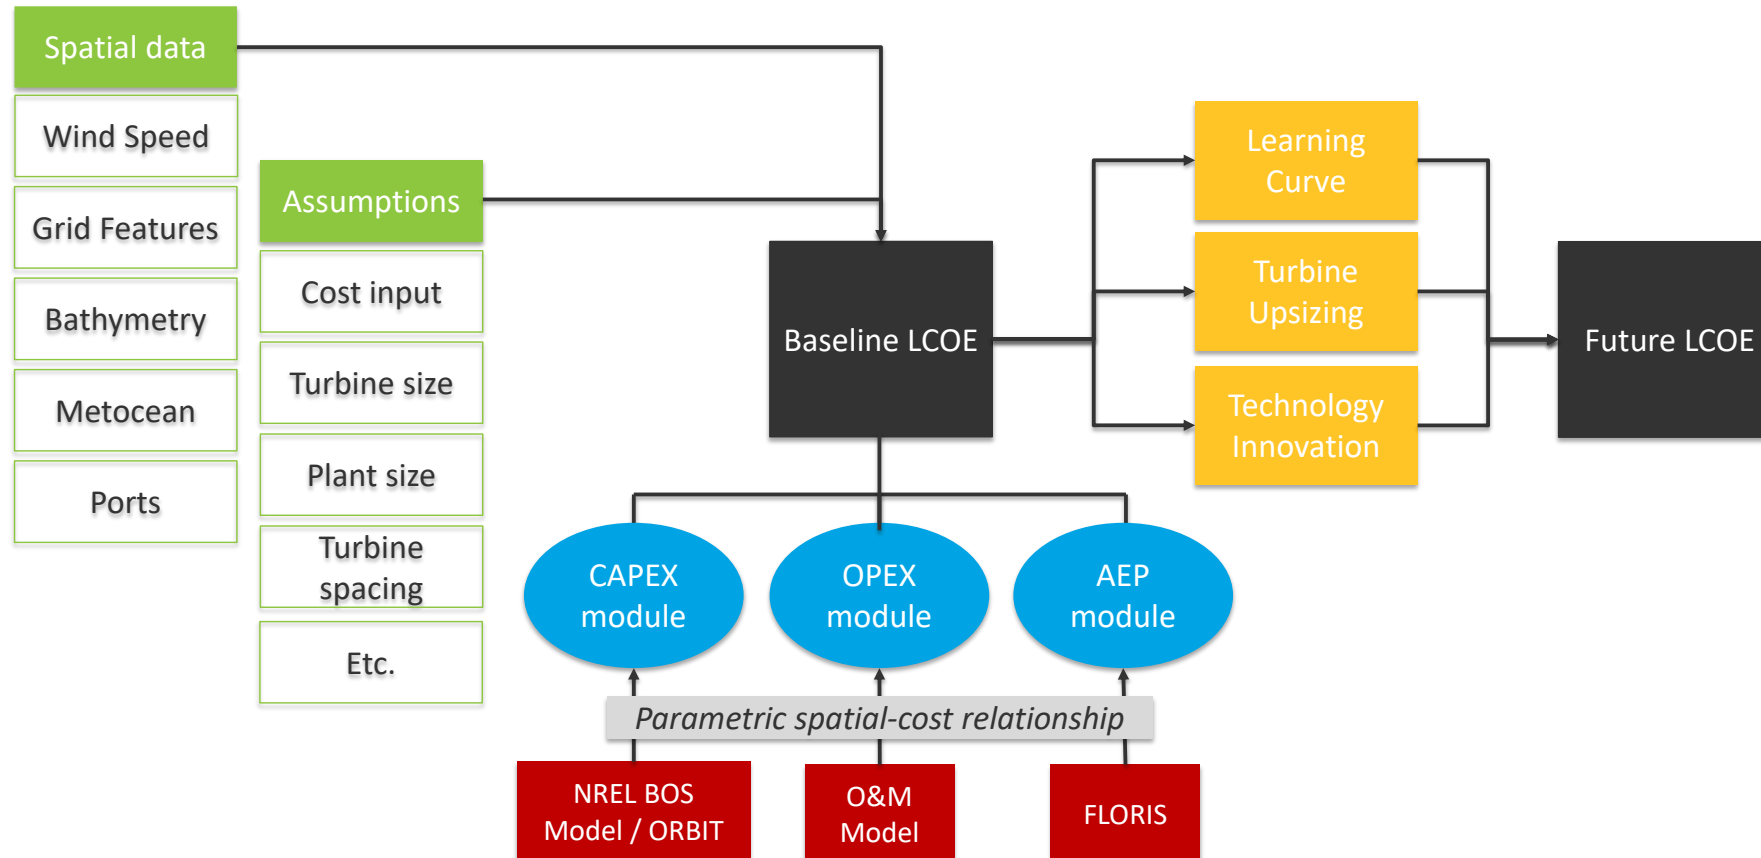 Spatial data
Wind Speed
Grid Features
Bathymetry
Metocean
Ports
Assumptions
Cost input
Turbine size
Plant size
Turbine
spacing
Etc.
Baseline LCOE
Learning
Curve
Turbine
Upsizing
Technology
Innovation
Future LCOE
CAPEX
module
OPEX
module
AEP
module
Parametric spatial-cost relationship
NREL BOS
Model / ORBIT
O&M
Model
FLORIS